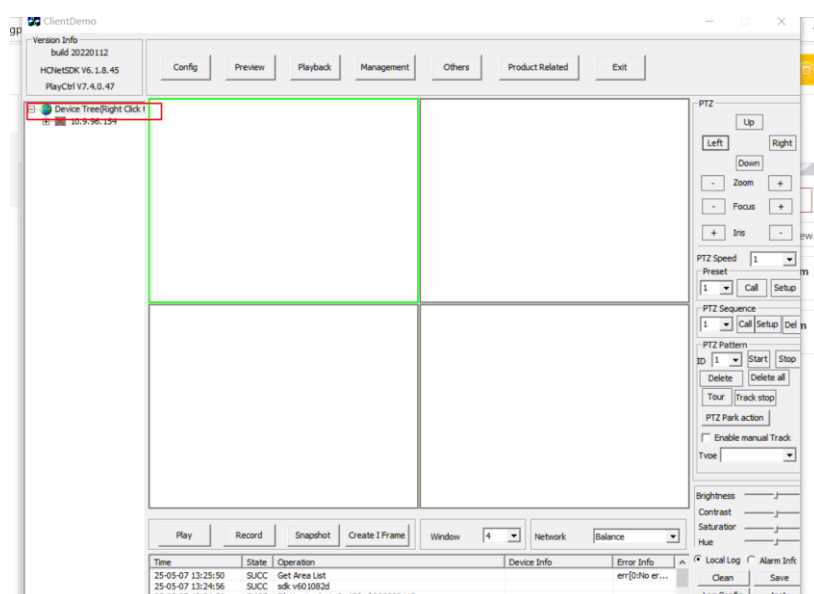 ClientDemo
gp
Version Info
build 20220112
HCNetSDK V6.1.8.45
PlayCtrl V7.4.0.47
Config Preview Playback Management Others Product Related Exit
Device Tree(Right Click t
10.9.96.154
PTZ
Up
Left Right
Down
- Zoom +
- Focus +
+ Iris -
ew
PTZ Speed 1
m
Preset
1 Call Setup
PTZ Sequence
1 Call Setup Del
m
PTZ Pattern
ID 1 Start Stop
Delete Delete all
Tour Track stop
PTZ Park action
Enable manual Track
Type
Brightness
Contrast
Saturation
Hue
Play Record Snapshot Create I Frame Window 4 Network Balance
Local Log Alarm Info
Time State Operation Device Info Error Info
25-05-07 13:25:50 SUCC Get Area List err[0:No er...
25-05-07 13:24:56 SUCC sdk v601082d
Clean Save